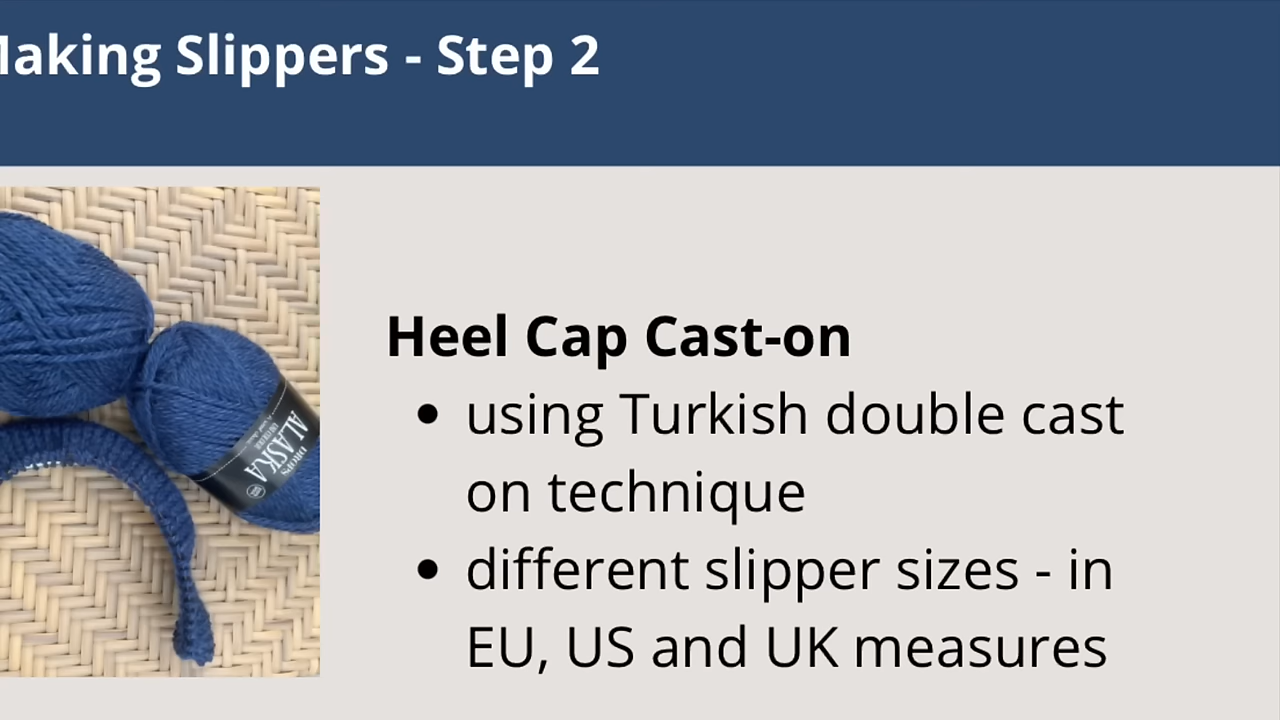 Making Slippers - Step 2
Heel Cap Cast-on
• using Turkish double cast
on technique
• different slipper sizes - in
EU, US and UK measures
DROPS
ALASKA